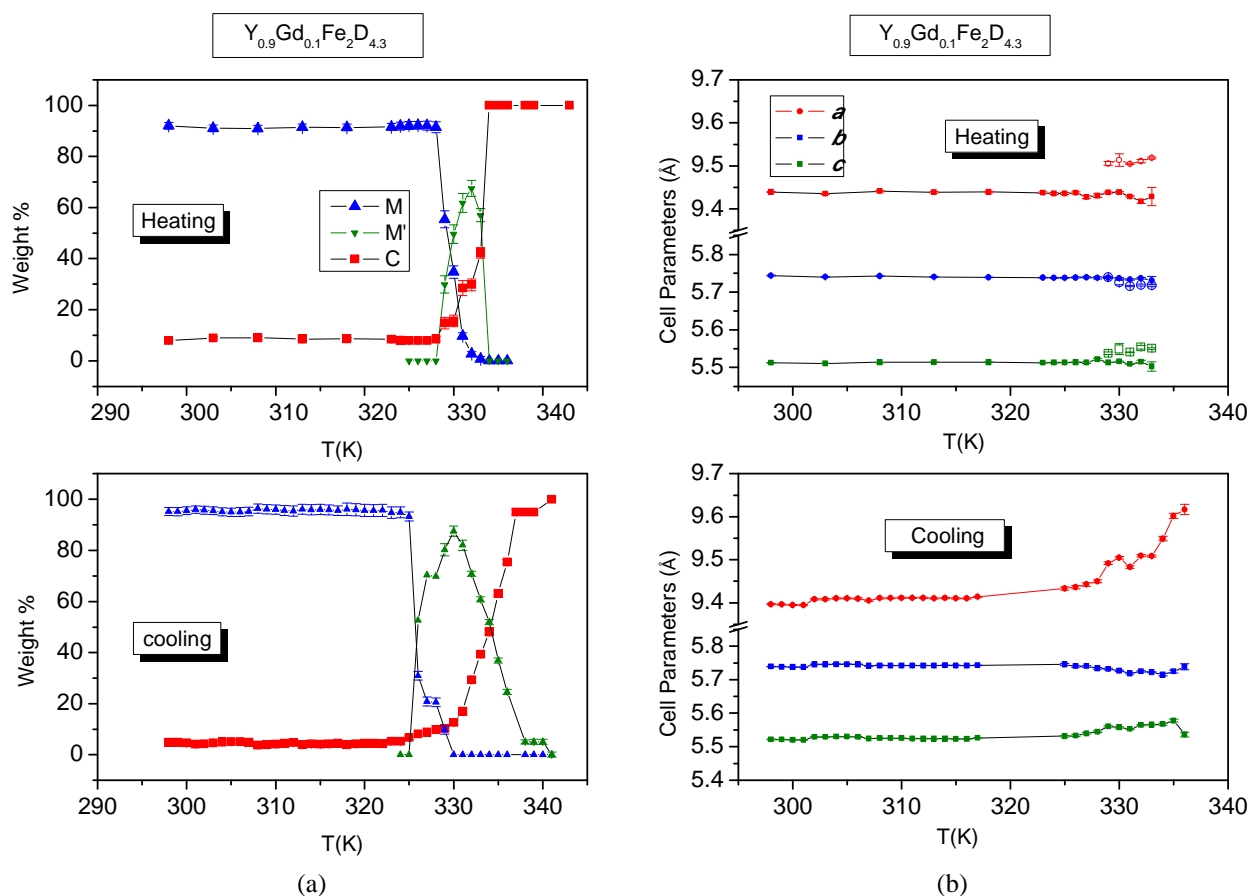 Y0.9Gd0.1Fe2D4.3
100
80
60
40
20
0
Weight %
Heating
M
M'
C
290 300 310 320 330 340
T(K)
100
80
60
40
20
0
Weight %
cooling
290 300 310 320 330 340
T(K)
(a)
Y0.9Gd0.1Fe2D4.3
9.7
9.6
9.5
9.4
5.8
5.7
5.6
5.5
Cell Parameters (Å)
a
b
c
Heating
300 310 320 330 340
T(K)
9.7
9.6
9.5
9.4
5.8
5.7
5.6
5.5
5.4
Cell Parameters (Å)
Cooling
300 310 320 330 340
T(K)
(b)